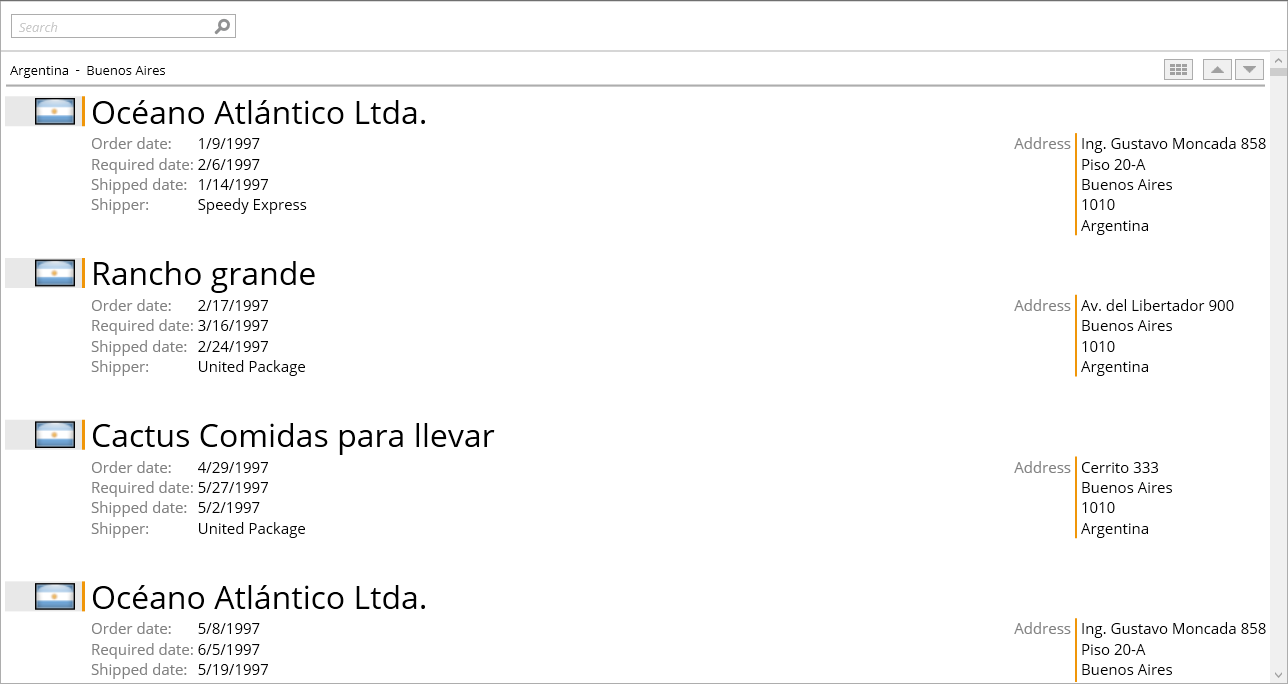 Search
Argentina - Buenos Aires
Océano Atlántico Ltda.
Order date: 1/9/1997
Required date: 2/6/1997
Shipped date: 1/14/1997
Shipper: Speedy Express
Address Ing. Gustavo Moncada 858
Piso 20-A
Buenos Aires
1010
Argentina
Rancho grande
Order date: 2/17/1997
Required date: 3/16/1997
Shipped date: 2/24/1997
Shipper: United Package
Address Av. del Libertador 900
Buenos Aires
1010
Argentina
Cactus Comidas para llevar
Order date: 4/29/1997
Required date: 5/27/1997
Shipped date: 5/2/1997
Shipper: United Package
Address Cerrito 333
Buenos Aires
1010
Argentina
Océano Atlántico Ltda.
Order date: 5/8/1997
Required date: 6/5/1997
Shipped date: 5/19/1997
Address Ing. Gustavo Moncada 858
Piso 20-A
Buenos Aires